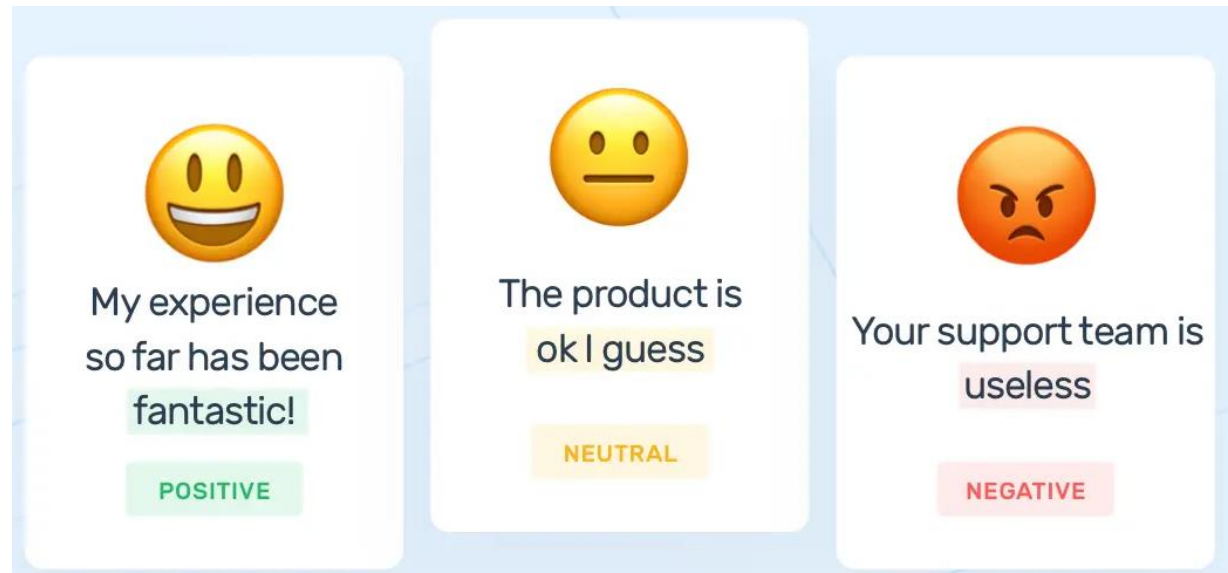 My experience
so far has been
fantastic!
POSITIVE
The product is
ok I guess
NEUTRAL
Your support team is
useless
NEGATIVE